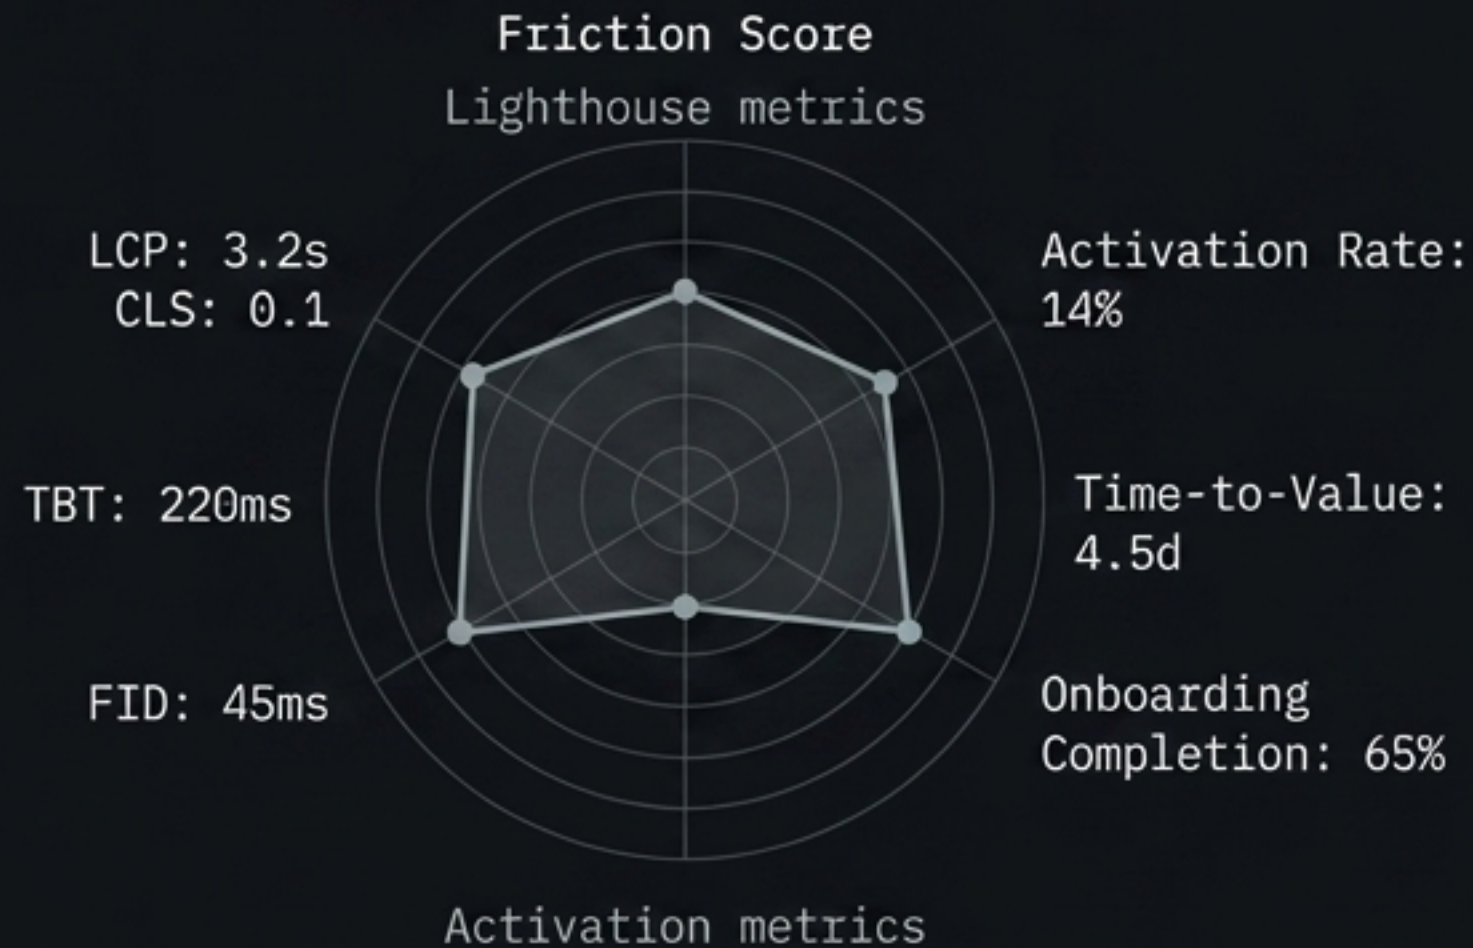 Friction Score
Lighthouse metrics
LCP: 3.2s
CLS: 0.1
TBT: 220ms
FID: 45ms
Activation Rate:
14%
Time-to-Value:
4.5d
Onboarding
Completion: 65%
Activation metrics